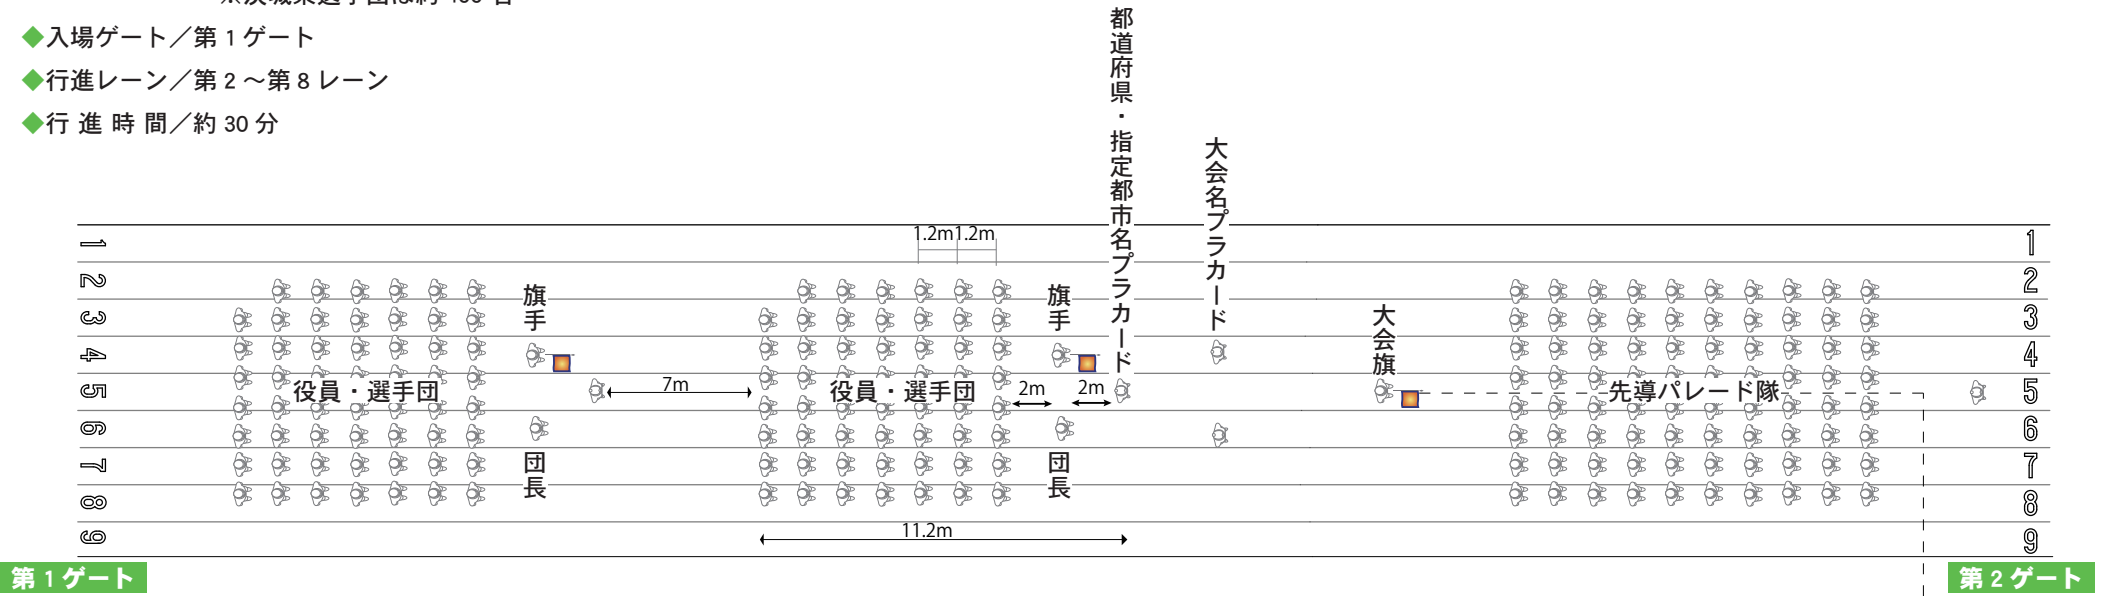 ◆入場ゲート／第 1 ゲート
◆行進レーン／第 2 ～第 8 レーン
◆行 進 時 間／約 30 分
都道府県・指定都市名プラカード
大会名プラカード
大会旗
1.2m 1.2m
旗手
旗手
役員・選手団
7m
役員・選手団
2m
2m
先導パレード隊
団長
団長
11.2m
1
2
3
4
5
6
7
8
9
1
2
3
4
5
6
7
8
9
第 1 ゲート
第 2 ゲート